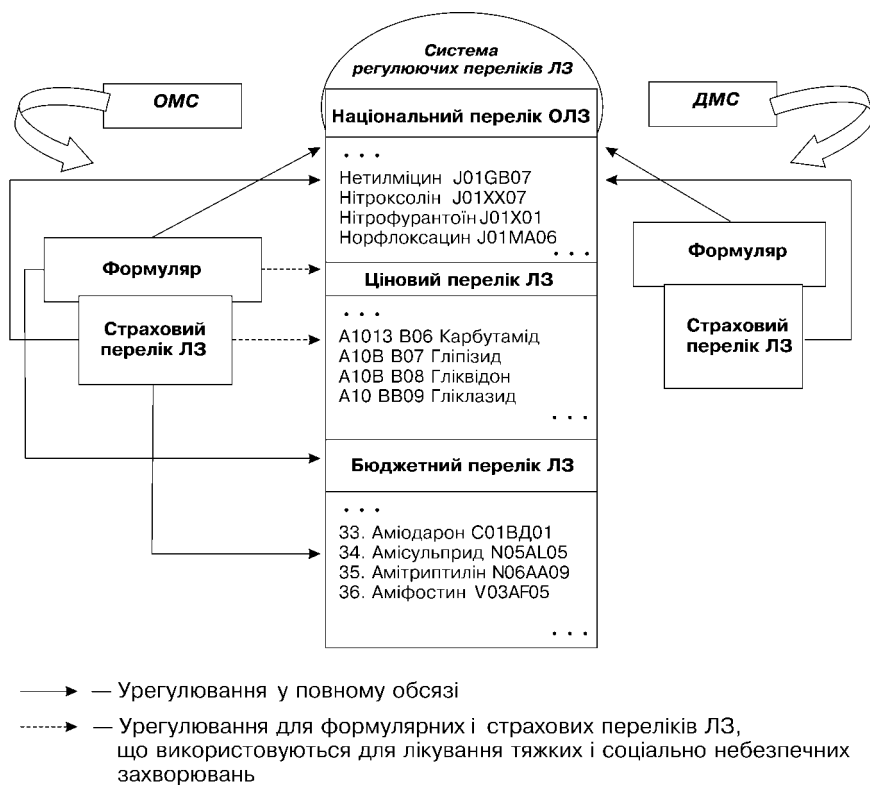 Система
регулюючих переліків ЛЗ
ОМС
ДМС
Національний перелік ОЛЗ
. . .
Нетилміцин J01GB07
Нітроксолін J01XX07
Нітрофурантоїн J01X01
Норфлоксацин J01MA06
. . .
Формуляр
Страховий
перелік ЛЗ
Формуляр
Страховий
перелік ЛЗ
Ціновий перелік ЛЗ
. . .
А1013 В06 Карбутамід
А10В В07 Гліпізид
А10В В08 Гліквідон
А10 ВВ09 Гліклазид
. . .
Бюджетний перелік ЛЗ
. . .
33. Аміодарон С01ВД01
34. Амісульприд N05AL05
35. Амітриптилін N06AA09
36. Аміфостин V03AF05
. . .
— Урегулювання у повному обсязі
— Урегулювання для формулярних і страхових переліків ЛЗ,
що використовуються для лікування тяжких і соціально небезпечних
захворювань